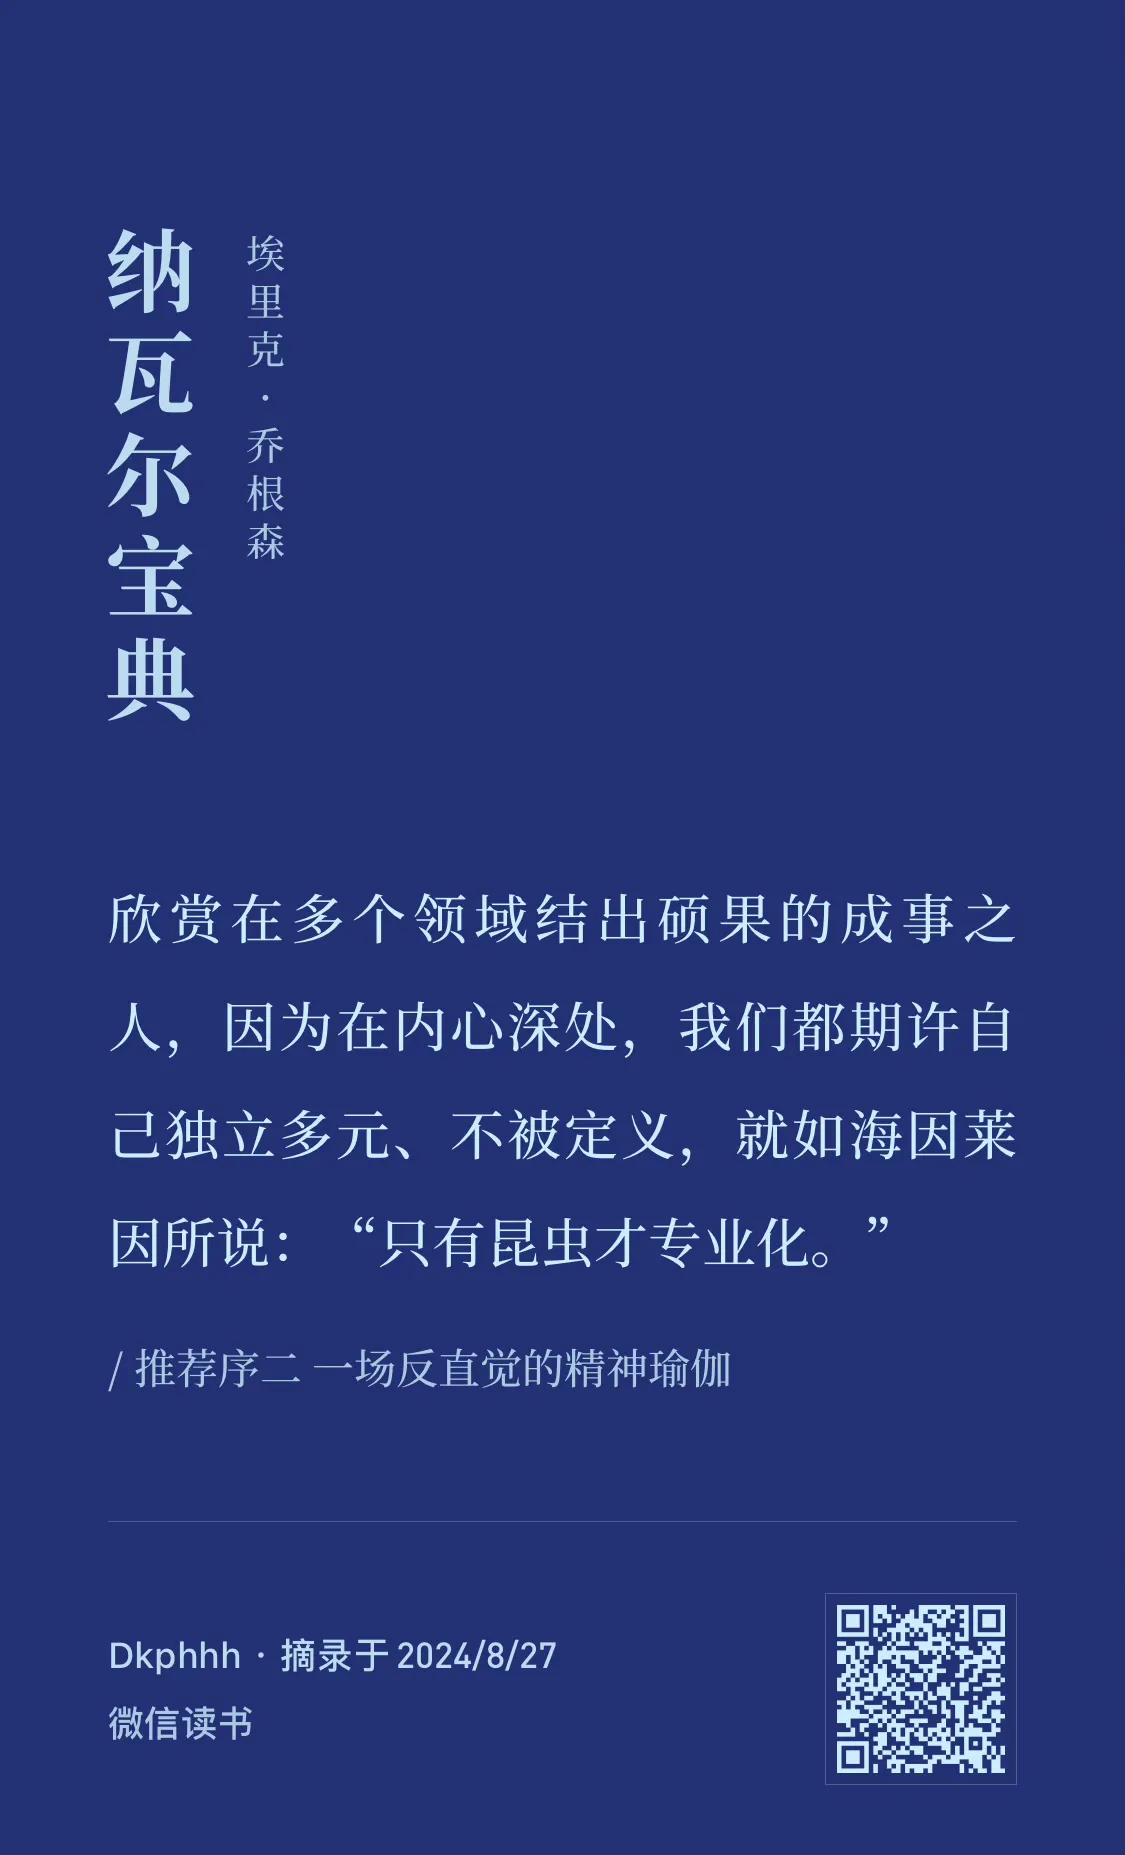 纳瓦尔宝典
埃里克·乔根森
欣赏在多个领域结出硕果的成事之
人，因为在内心深处，我们都期许自
己独立多元、不被定义，就如海因莱
因所说：“只有昆虫才专业化。”
/ 推荐序二 一场反直觉的精神瑜伽
Dkphhh · 摘录于 2024/8/27
微信读书